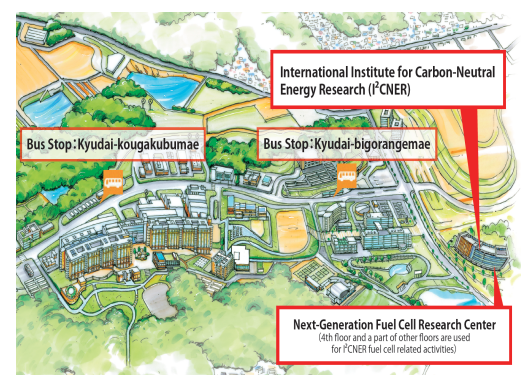 International Institute for Carbon-Neutral
Energy Research (I²CNER)
Bus Stop:Kyudai-kougakubumae
Bus Stop:Kyudai-bigorangemae
Next-Generation Fuel Cell Research Center
(4th floor and a part of other floors are used
for I²CNER fuel cell related activities)